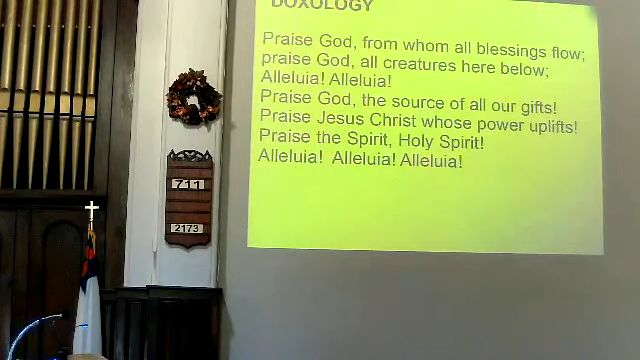 DOXOLOGY
Praise God, from whom all blessings flow;
praise God, all creatures here below;
Alleluia! Alleluia!
Praise God, the source of all our gifts!
Praise Jesus Christ whose power uplifts!
Praise the Spirit, Holy Spirit!
Alleluia!  Alleluia! Alleluia!
711
2173